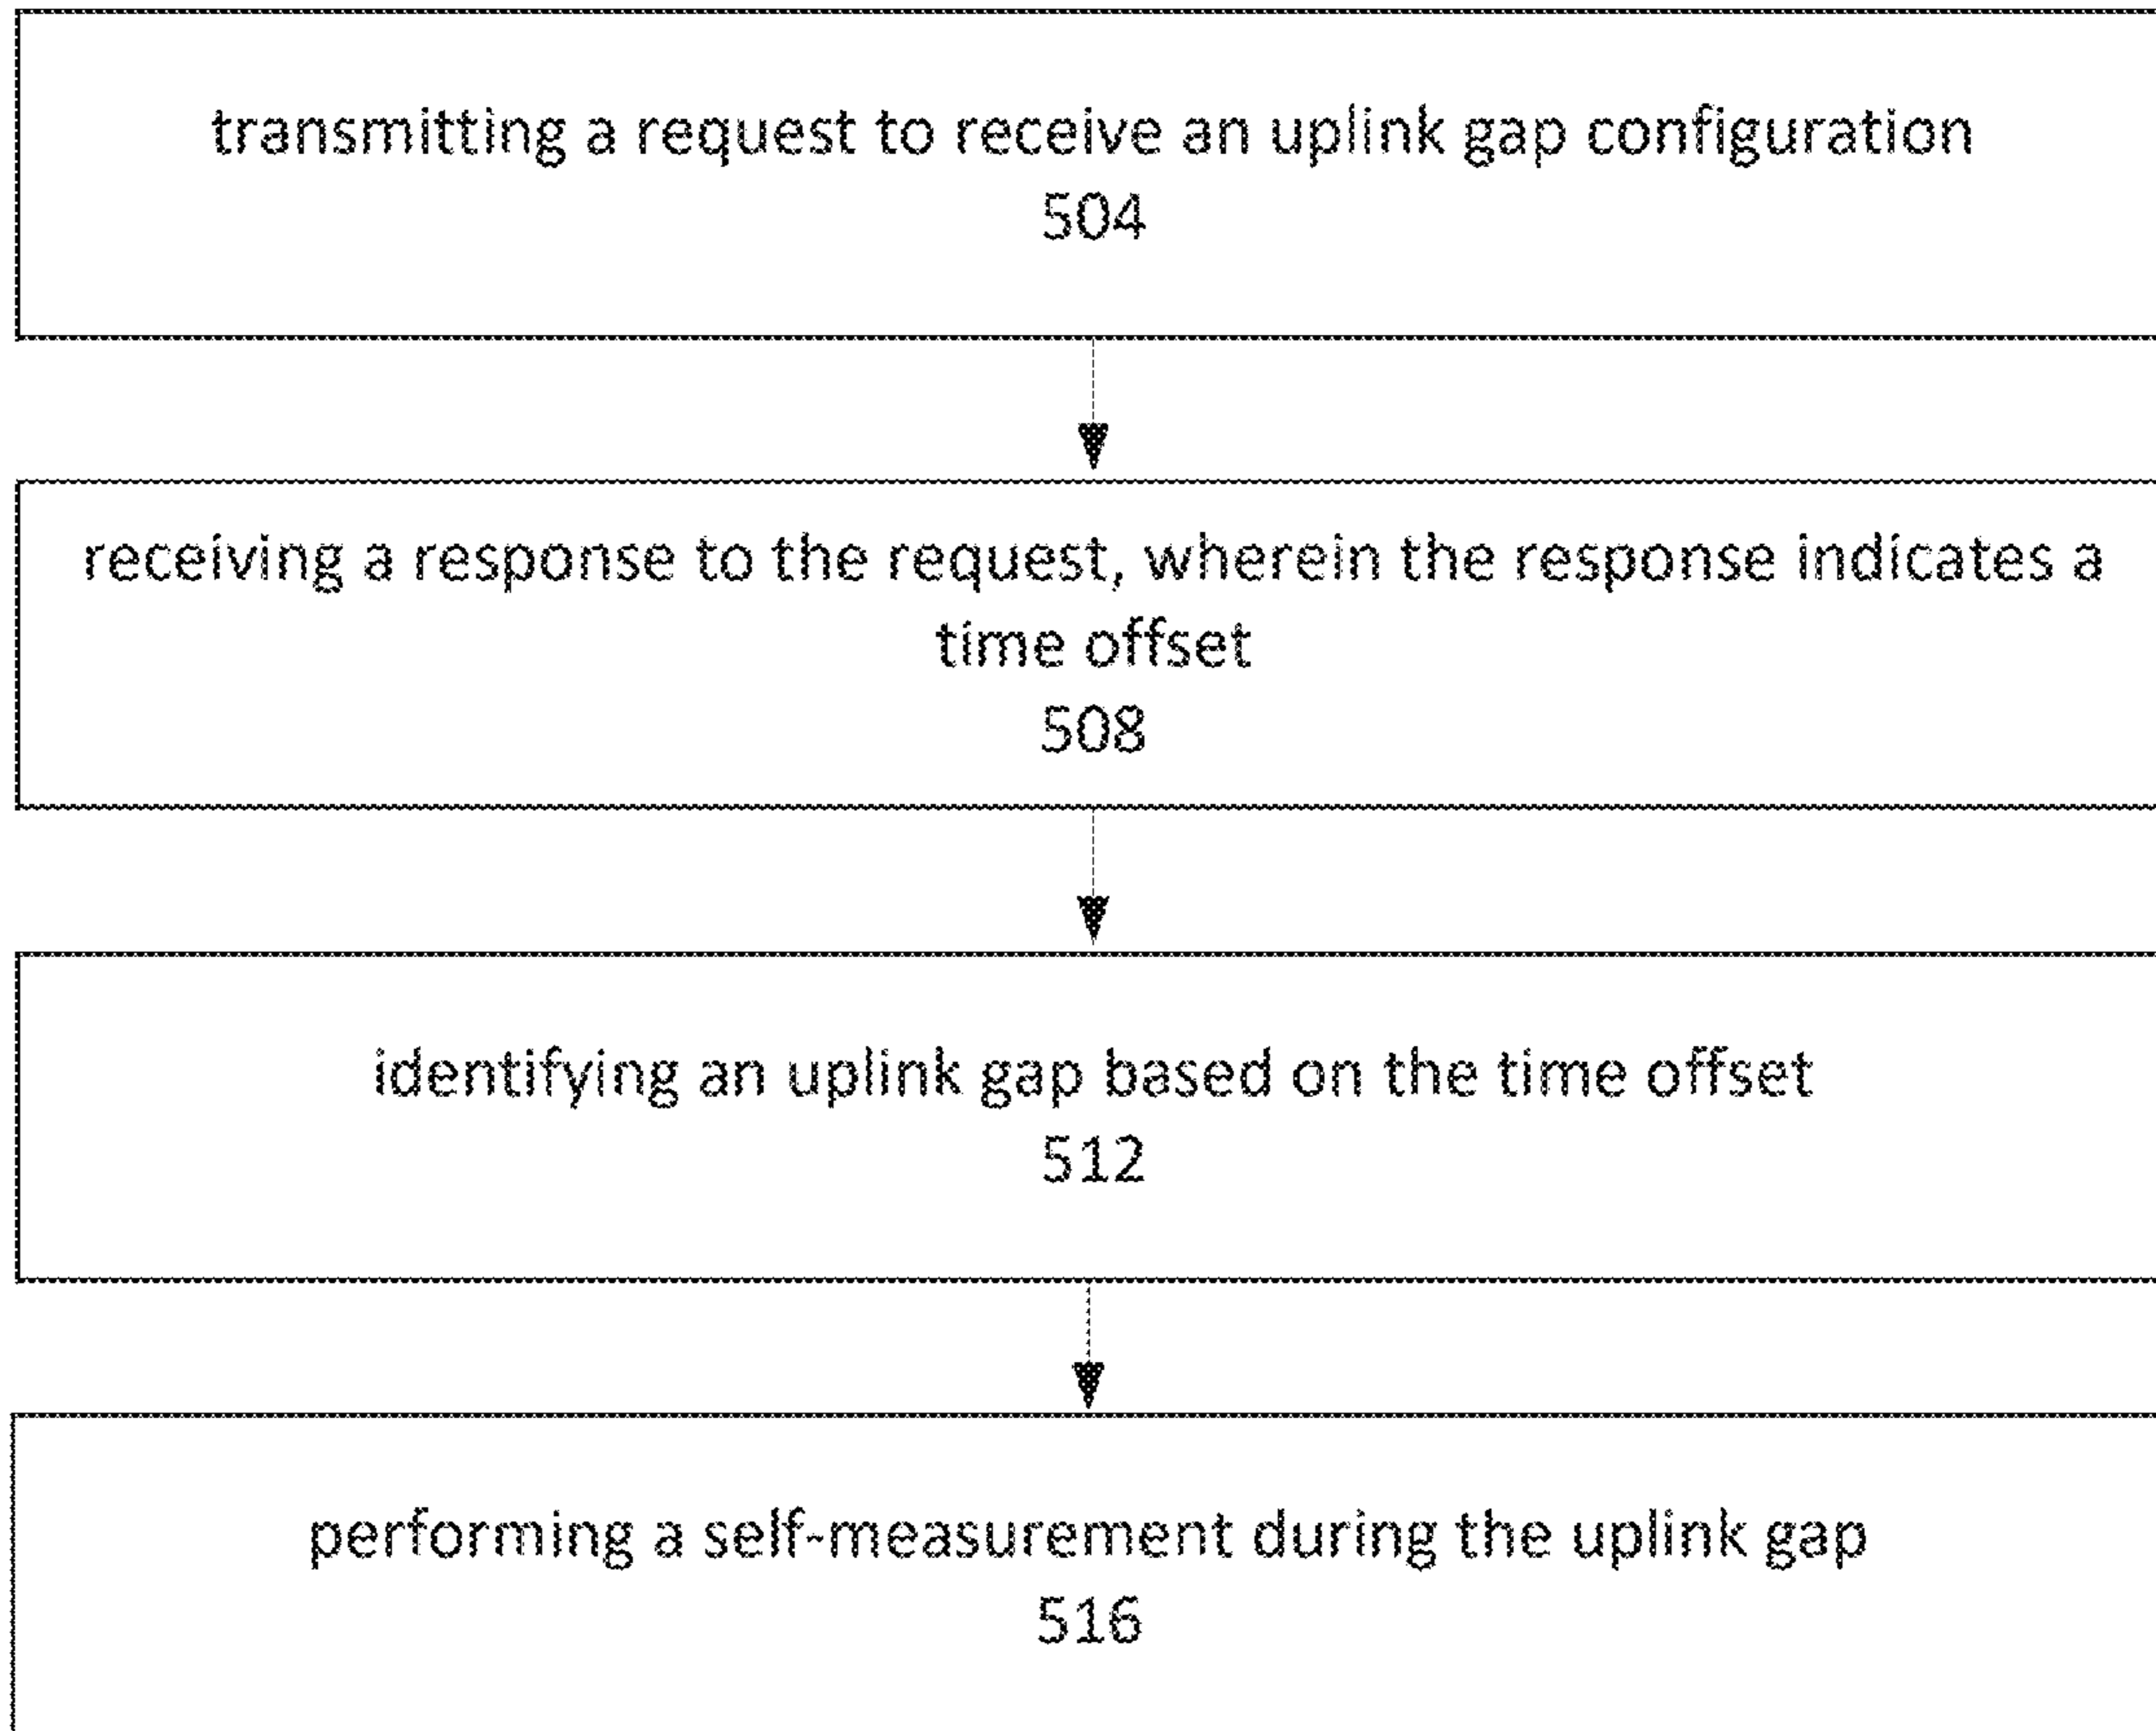 transmitting a request to receive an uplink gap configuration
504
receiving a response to the request, wherein the response indicates a
time offset
508
identifying an uplink gap based on the time offset
512
performing a self-measurement during the uplink gap
516